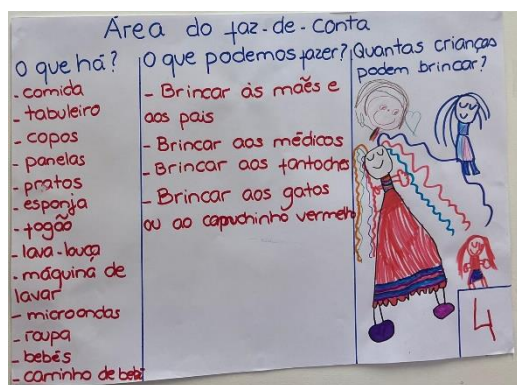 Área do faz-de-conta
O que há?
- comida
- tabuleiro
- copos
- panelas
- pratos
- esponja
- fogão
- lava-louça
- máquina de
lavar
- microondas
- roupa
- bebés
- carrinho de bebé
O que podemos fazer?
- Brincar às mães e
aos pais
- Brincar aos médicos
- Brincar aos fantoches
- Brincar aos gatos
ou ao capuchinho vermelho
Quantas crianças
podem brincar?
4